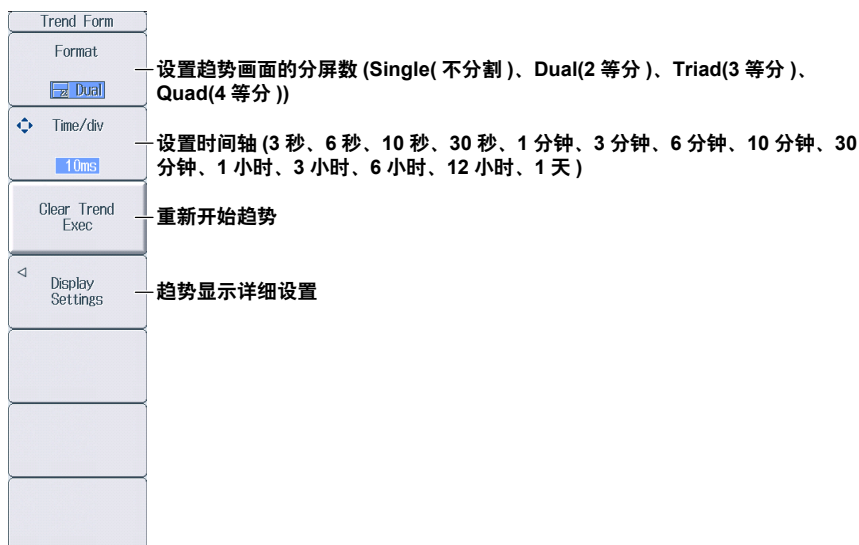 Trend Form
Format
Dual
设置趋势画面的分屏数 (Single( 不分割 )、Dual(2 等分 )、Triad(3 等分 )、
Quad(4 等分 ))
Time/div
10ms
设置时间轴 (3 秒、6 秒、10 秒、30 秒、1 分钟、3 分钟、6 分钟、10 分钟、30
分钟、1 小时、3 小时、6 小时、12 小时、1 天 )
Clear Trend
Exec
重新开始趋势
Display
Settings
趋势显示详细设置